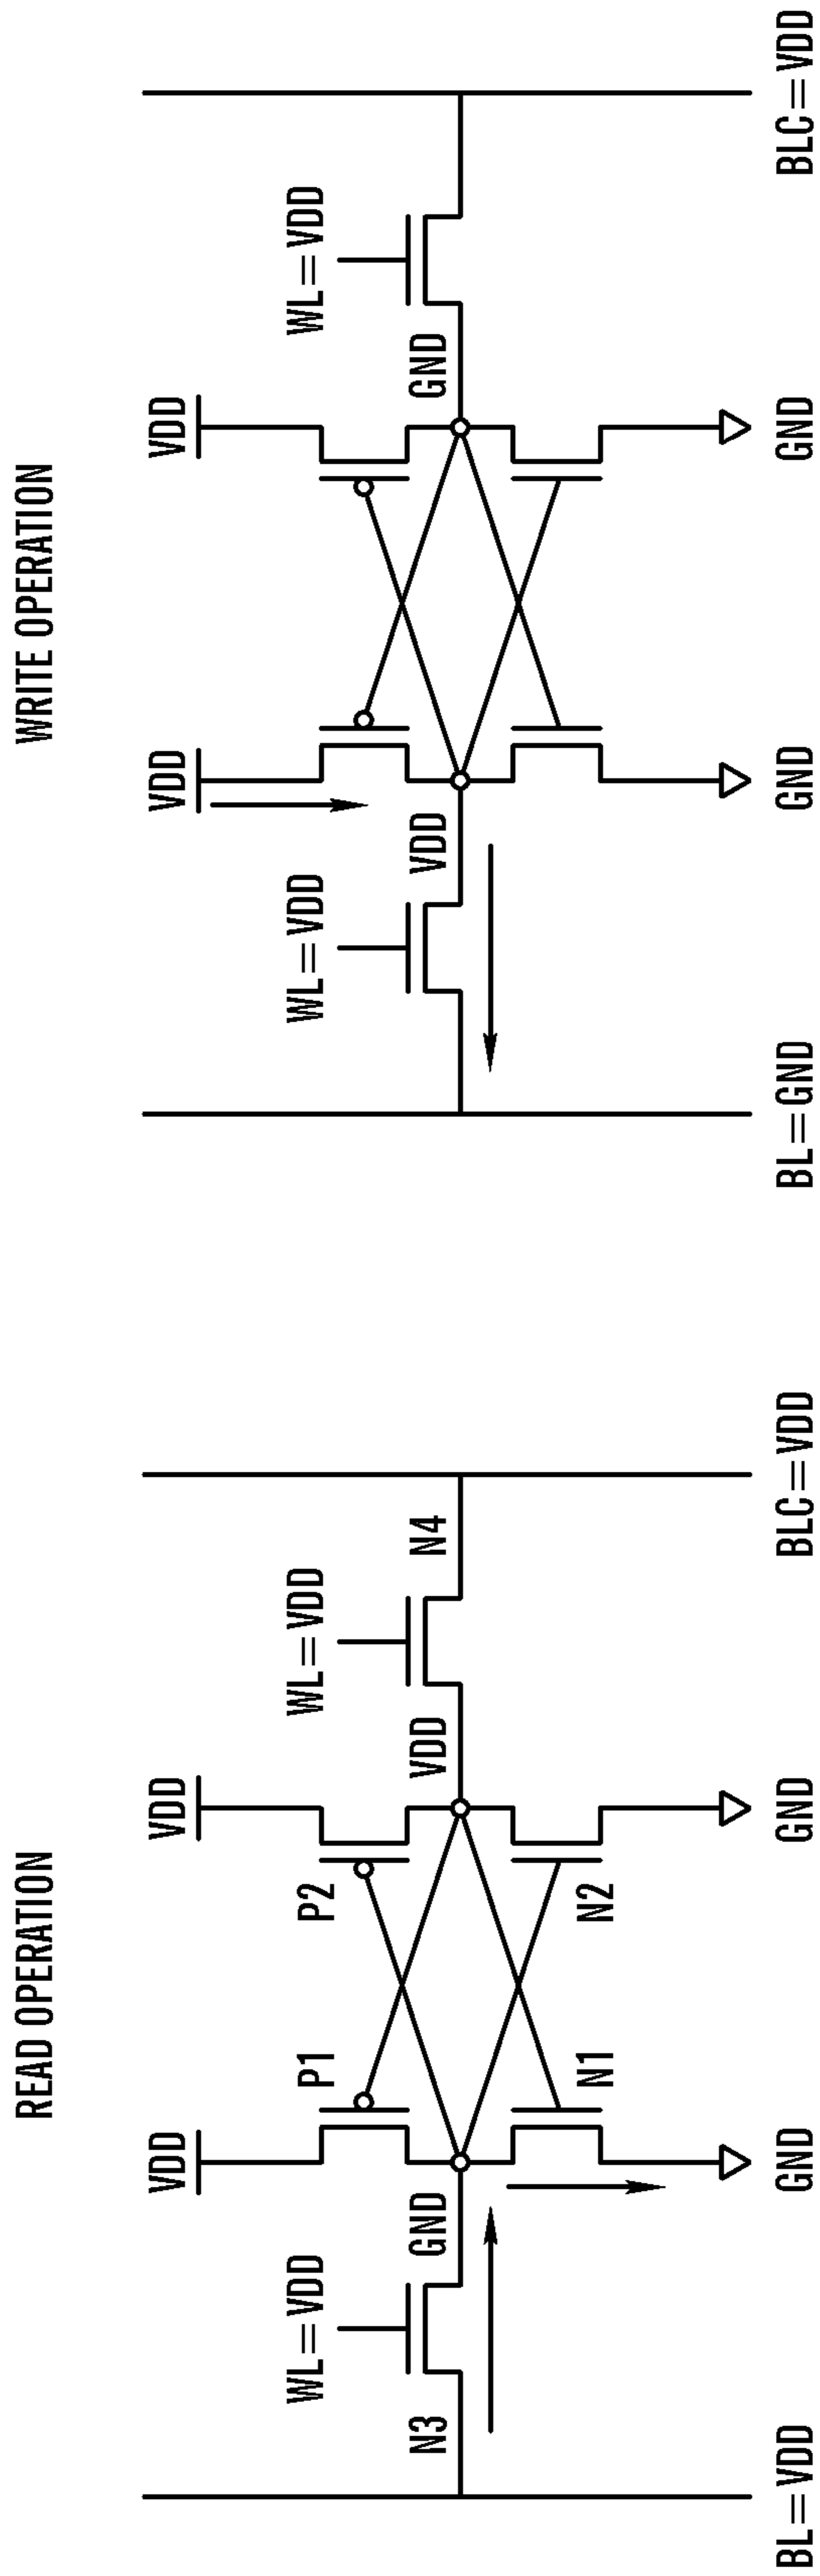 READ OPERATION
VDD
VDD
WL=VDD
P1
P2
WL=VDD
N3
GND
VDD
N4
N1
N2
BL=VDD
GND
GND
BLC=VDD
WRITE OPERATION
VDD
VDD
WL=VDD
WL=VDD
VDD
GND
BL=GND
GND
GND
BLC=VDD